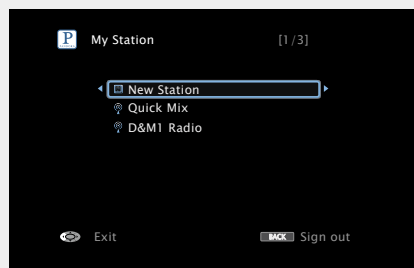 P
My Station [1/3]
New Station
Quick Mix
D&M1 Radio
Exit
BACK Sign out